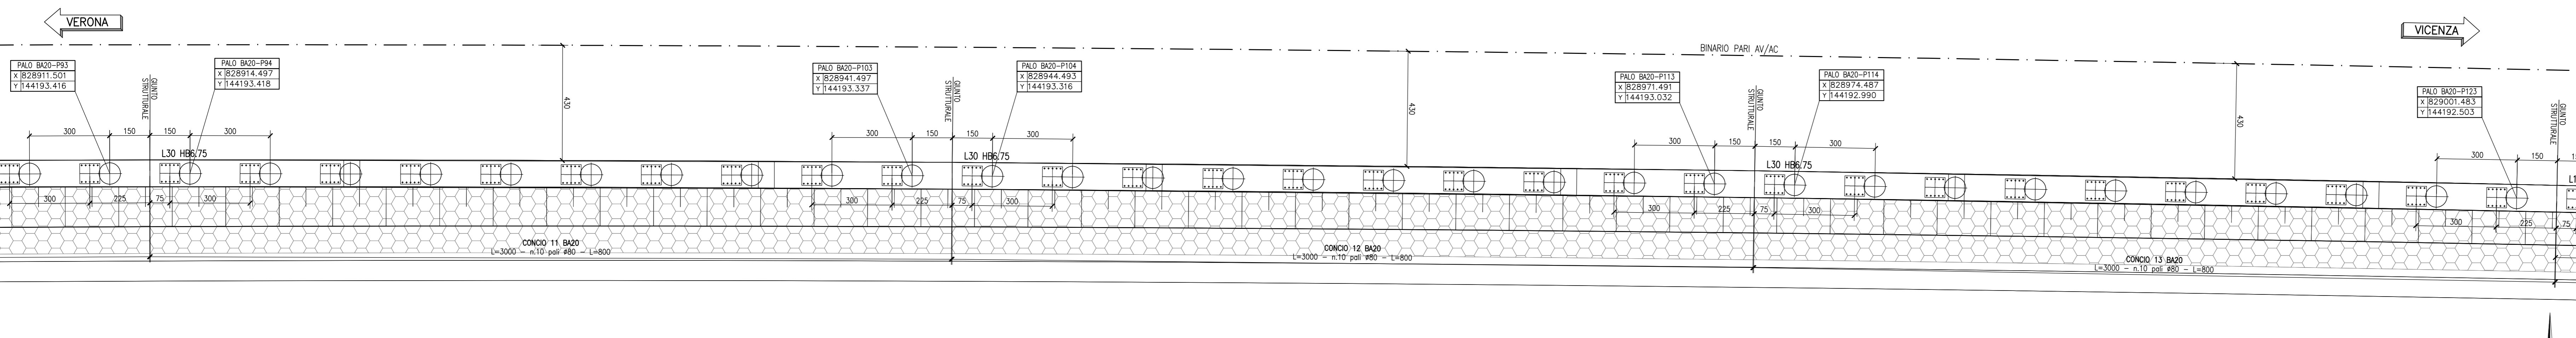 VERONA
VICENZA
BINARIO PARI AV/AC
PALO BA20-P93
X 828911.501
Y 144193.416
PALO BA20-P94
X 828914.497
Y 144193.418
PALO BA20-P103
X 828941.497
Y 144193.337
PALO BA20-P104
X 828944.493
Y 144193.316
PALO BA20-P113
X 828971.491
Y 144193.032
PALO BA20-P114
X 828974.487
Y 144192.990
PALO BA20-P123
X 829001.483
Y 144192.503
GIUNTO
STRUTTURALE
GIUNTO
STRUTTURALE
GIUNTO
STRUTTURALE
GIUNTO
STRUTTURALE
430
430
430
300 150 150 300
300 150 150 300
300 150 150 300
300 150
L30 HB6.75
L30 HB6.75
L30 HB6.75
300 225 75 300
300 225 75 300
300 225 75 300
300 225 75
CONCIO 11 BA20
L=3000 - n.10 pali ø80 - L=800
CONCIO 12 BA20
L=3000 - n.10 pali ø80 - L=800
CONCIO 13 BA20
L=3000 - n.10 pali ø80 - L=800